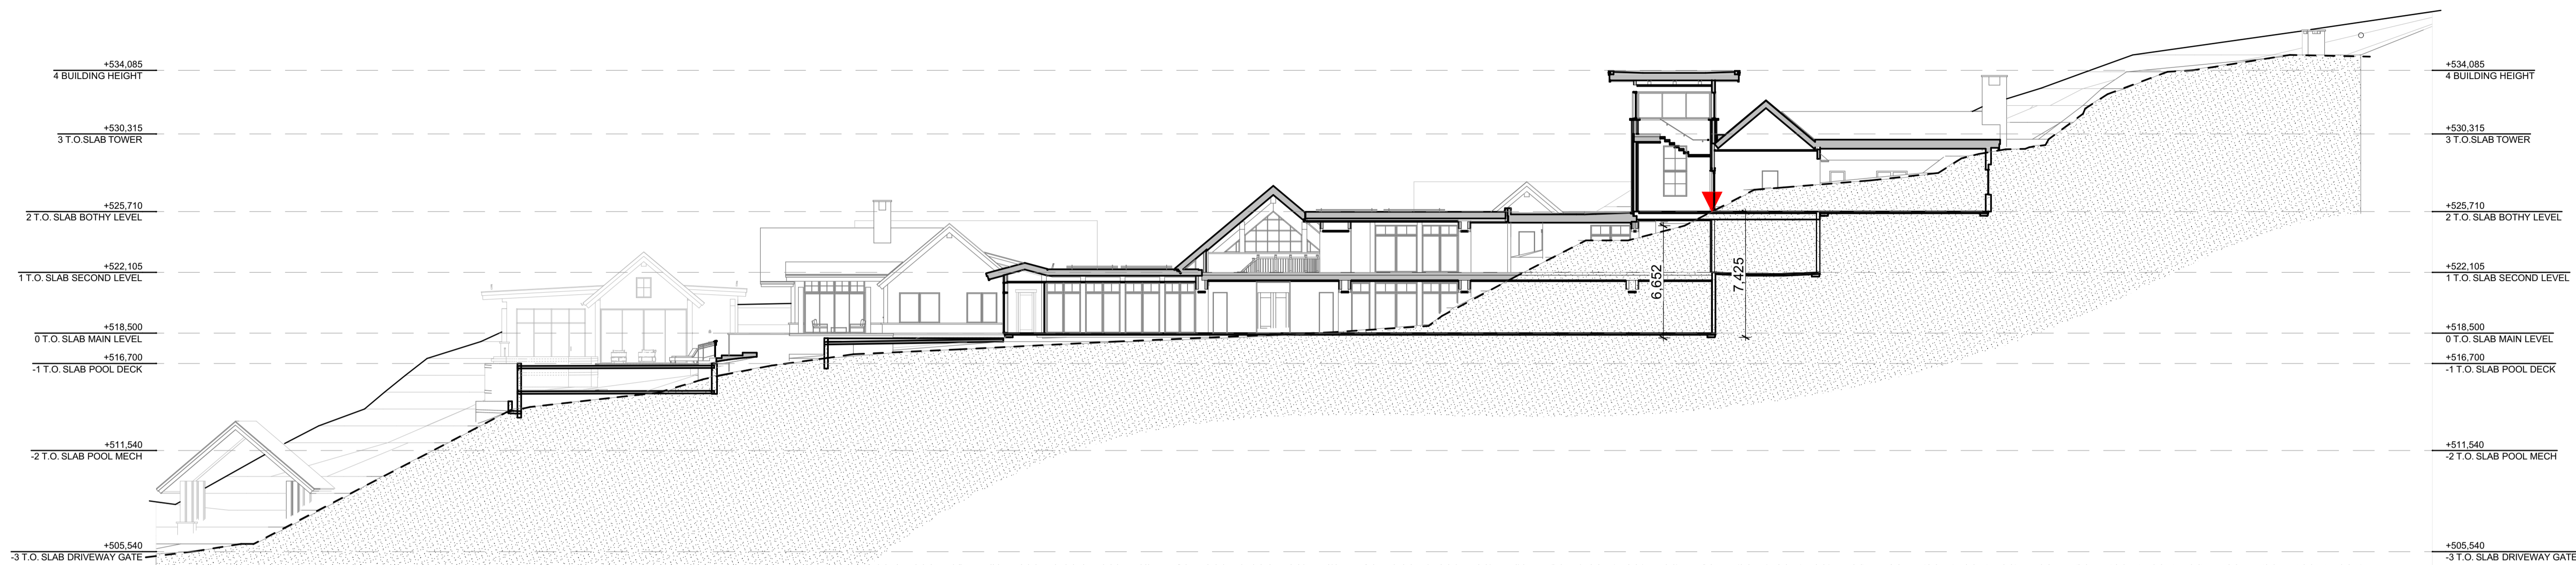 +534,085
4 BUILDING HEIGHT
+530,315
3 T.O.SLAB TOWER
+525,710
2 T.O. SLAB BOTHY LEVEL
+522,105
1 T.O. SLAB SECOND LEVEL
+518,500
0 T.O. SLAB MAIN LEVEL
+516,700
-1 T.O. SLAB POOL DECK
+511,540
-2 T.O. SLAB POOL MECH
+505,540
-3 T.O. SLAB DRIVEWAY GATE
6,652
7,425
+534,085
4 BUILDING HEIGHT
+530,315
3 T.O.SLAB TOWER
+525,710
2 T.O. SLAB BOTHY LEVEL
+522,105
1 T.O. SLAB SECOND LEVEL
+518,500
0 T.O. SLAB MAIN LEVEL
+516,700
-1 T.O. SLAB POOL DECK
+511,540
-2 T.O. SLAB POOL MECH
+505,540
-3 T.O. SLAB DRIVEWAY GATE